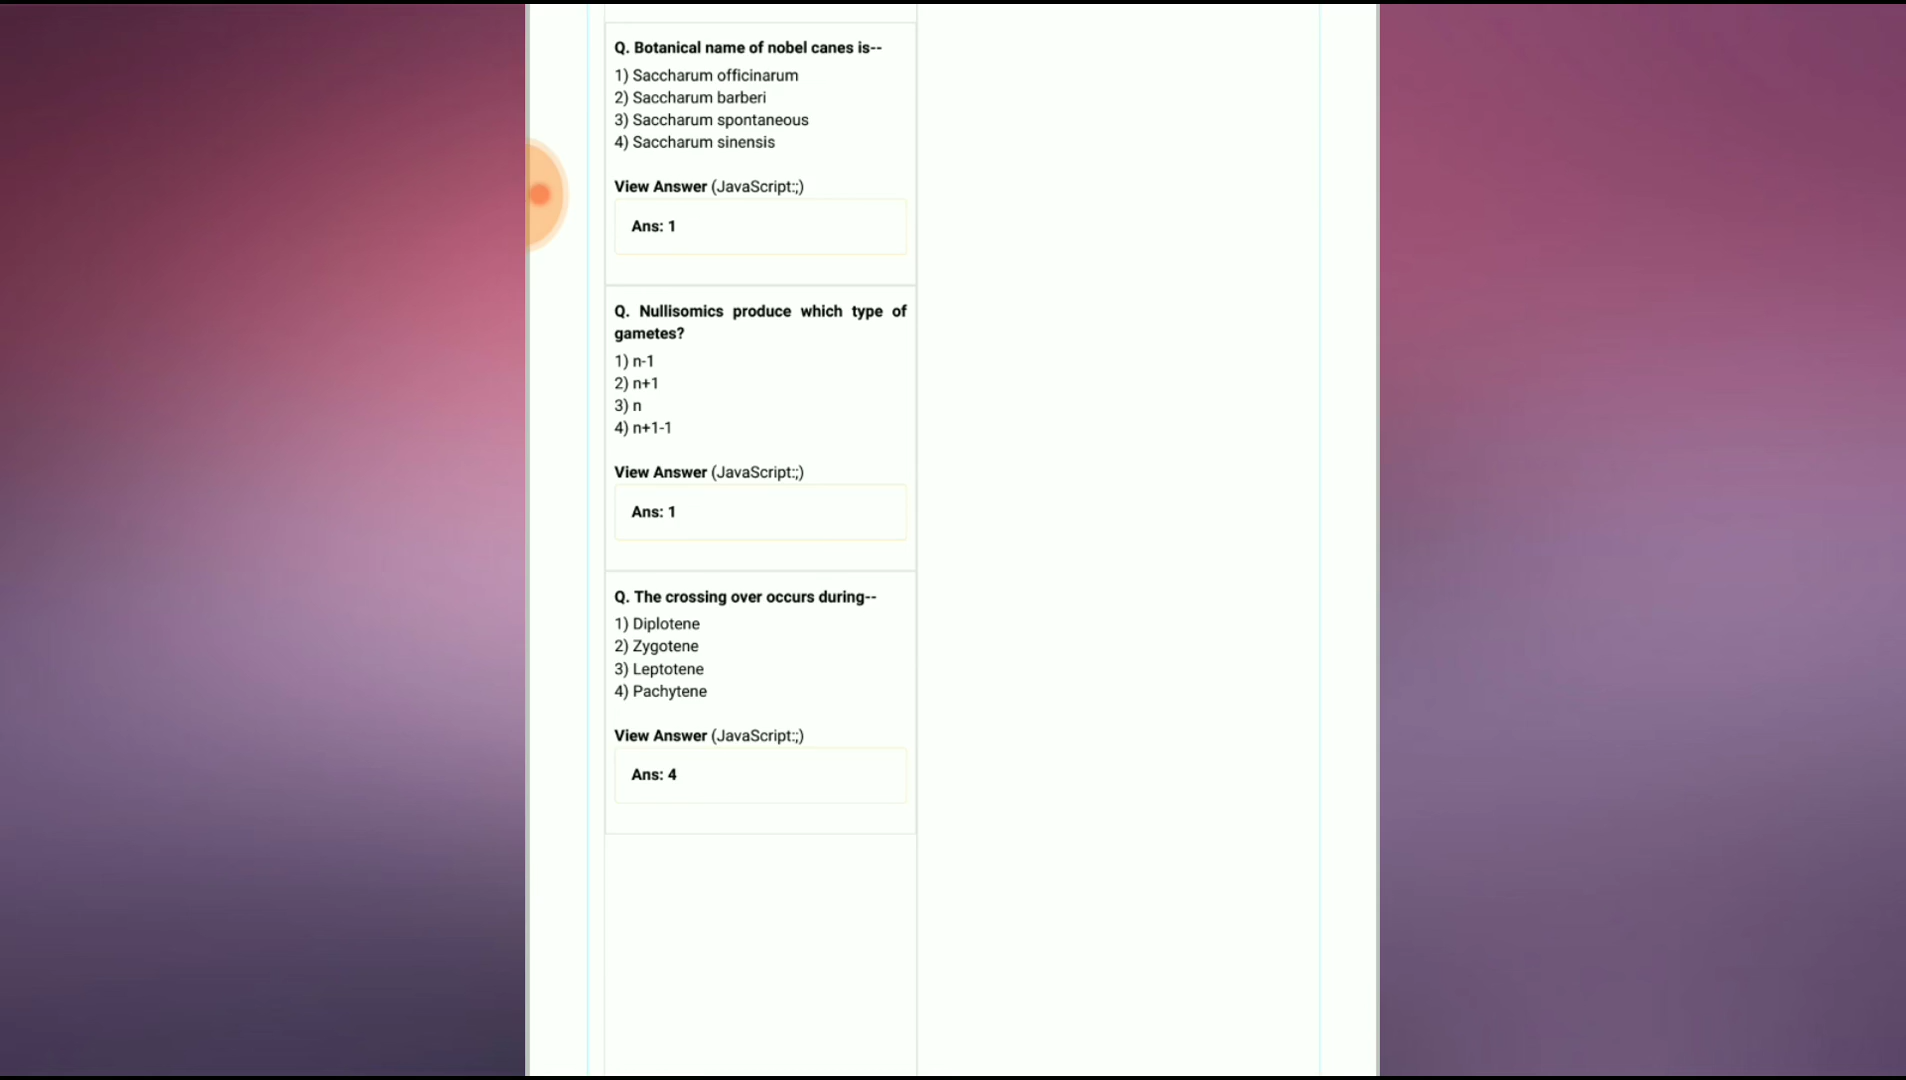 Q. Botanical name of nobel canes is--
1) Saccharum officinarum
2) Saccharum barberi
3) Saccharum spontaneous
4) Saccharum sinensis
View Answer (JavaScript:;)
Ans: 1
Q. Nullisomics produce which type of
gametes?
1) n-1
2) n+1
3) n
4) n+1-1
View Answer (JavaScript:;)
Ans: 1
Q. The crossing over occurs during--
1) Diplotene
2) Zygotene
3) Leptotene
4) Pachytene
View Answer (JavaScript:;)
Ans: 4